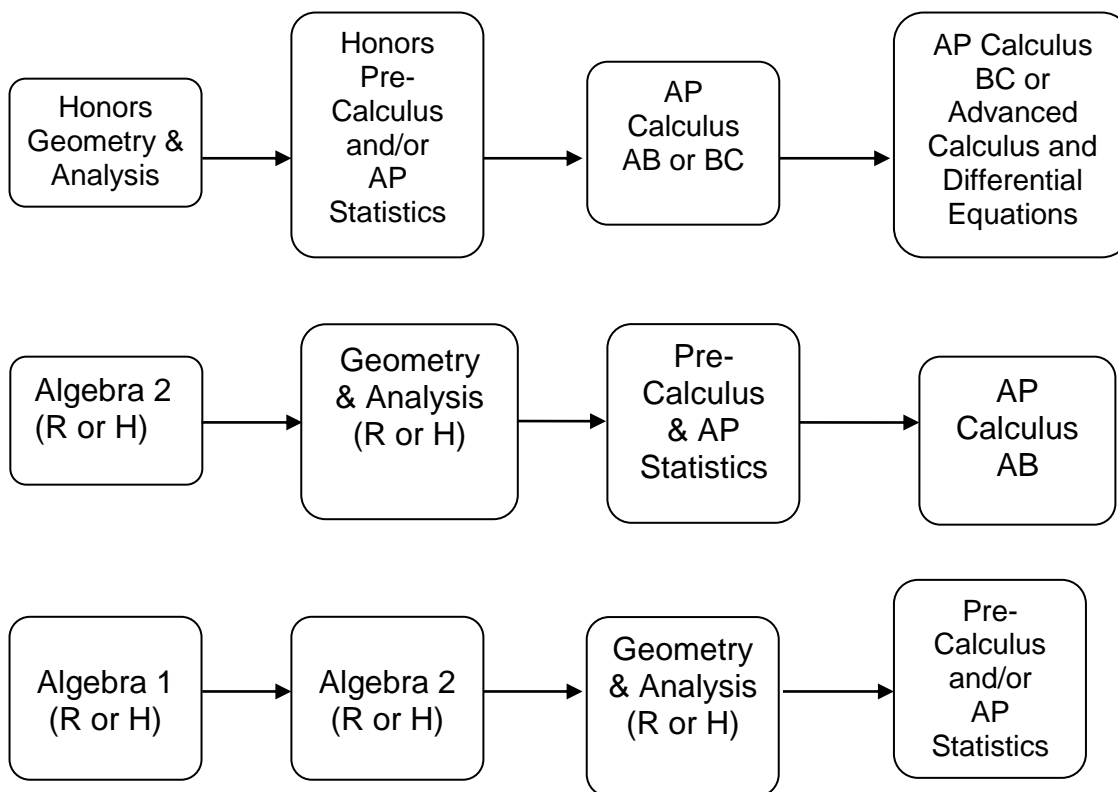 Honors
Geometry &
Analysis
Honors
Pre-
Calculus
and/or
AP
Statistics
AP
Calculus
AB or BC
AP Calculus
BC or
Advanced
Calculus and
Differential
Equations
Algebra 2
(R or H)
Geometry
& Analysis
(R or H)
Pre-
Calculus
& AP
Statistics
AP
Calculus
AB
Algebra 1
(R or H)
Algebra 2
(R or H)
Geometry
& Analysis
(R or H)
Pre-
Calculus
and/or
AP
Statistics